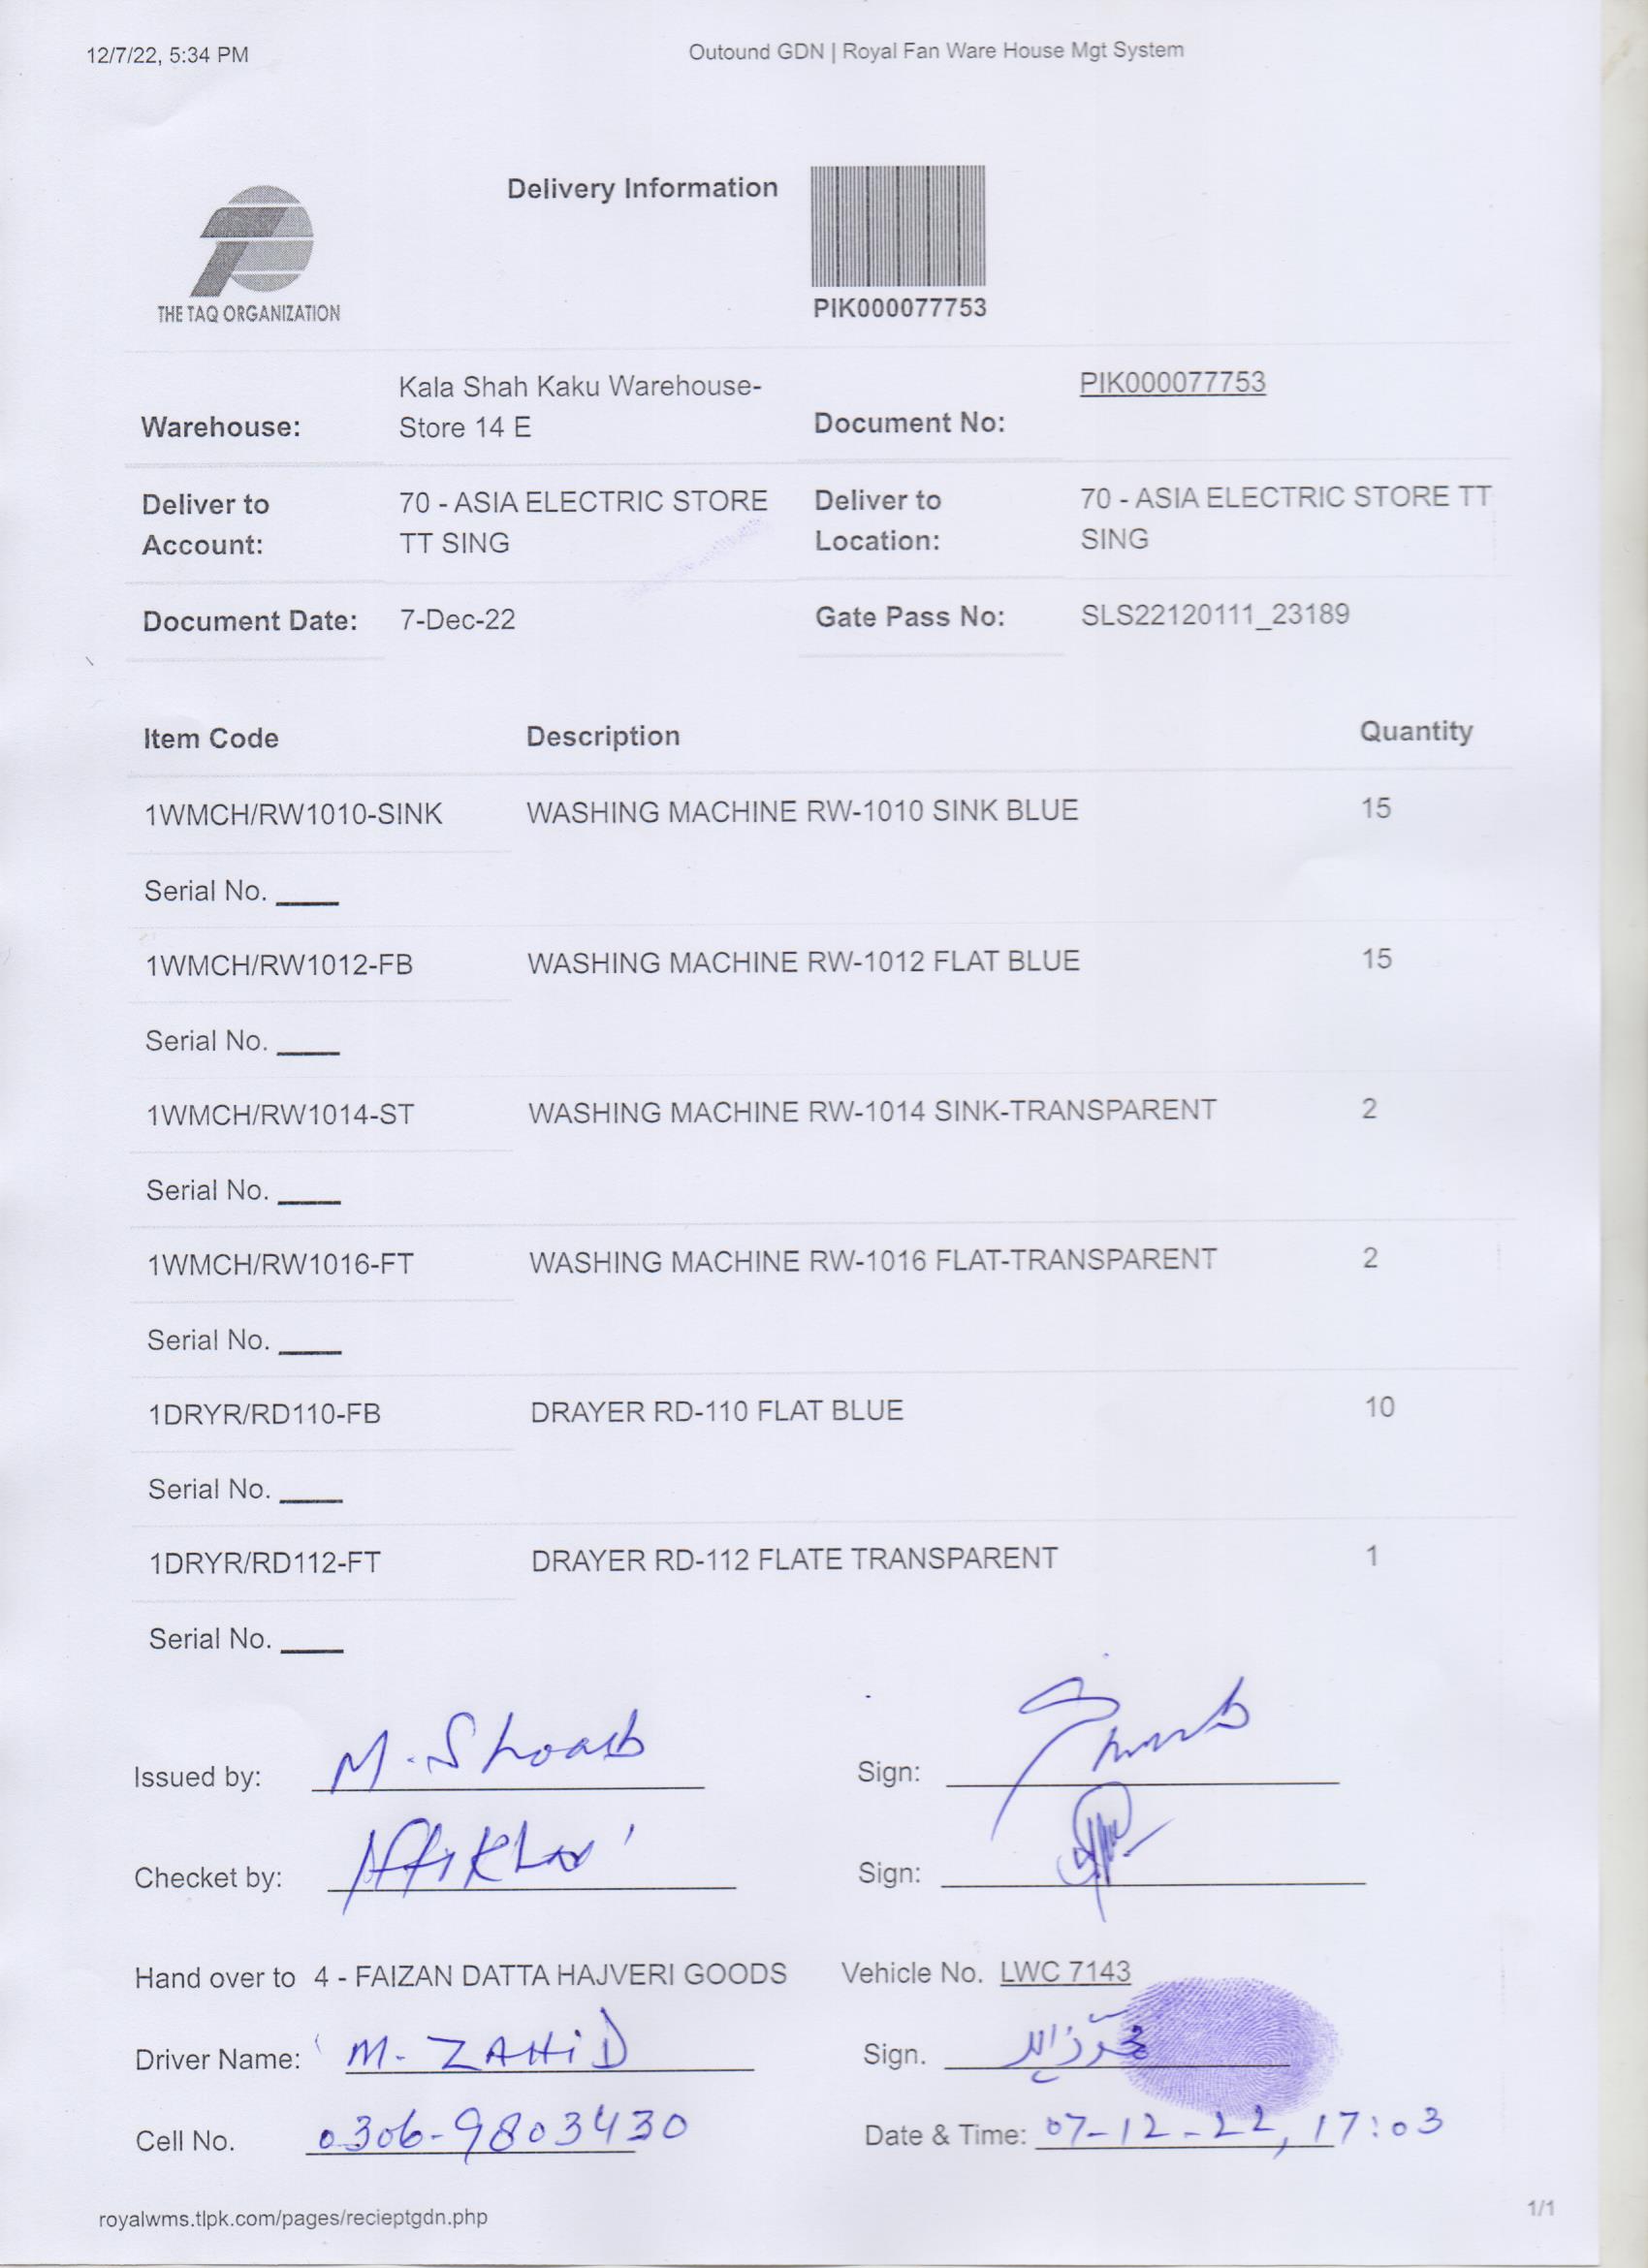 12/7/22, 5:34 PM Outound GDN | Royal Fan Ware House Mgt System
THE TAQ ORGANIZATION
Delivery Information
PIK000077753
Warehouse: Kala Shah Kaku Warehouse-
Store 14 E
Document No: PIK000077753
Deliver to
Account: 70 - ASIA ELECTRIC STORE
TT SING
Deliver to
Location: 70 - ASIA ELECTRIC STORE TT
SING
Document Date: 7-Dec-22 Gate Pass No: SLS22120111_23189
Item Code Description Quantity
1WMCH/RW1010-SINK WASHING MACHINE RW-1010 SINK BLUE 15
Serial No. ____
1WMCH/RW1012-FB WASHING MACHINE RW-1012 FLAT BLUE 15
Serial No. ____
1WMCH/RW1014-ST WASHING MACHINE RW-1014 SINK-TRANSPARENT 2
Serial No. ____
1WMCH/RW1016-FT WASHING MACHINE RW-1016 FLAT-TRANSPARENT 2
Serial No. ____
1DRYR/RD110-FB DRAYER RD-110 FLAT BLUE 10
Serial No. ____
1DRYR/RD112-FT DRAYER RD-112 FLATE TRANSPARENT 1
Serial No. ____
Issued by: M. Shoaib Sign:
Checket by: Sign:
Hand over to 4 - FAIZAN DATTA HAJVERI GOODS Vehicle No. LWC 7143
Driver Name: M- ZAHiD Sign. محمد زاہد
Cell No. 0306-9803430 Date & Time: 07-12-22, 17:03
royalwms.tlpk.com/pages/recieptgdn.php 1/1